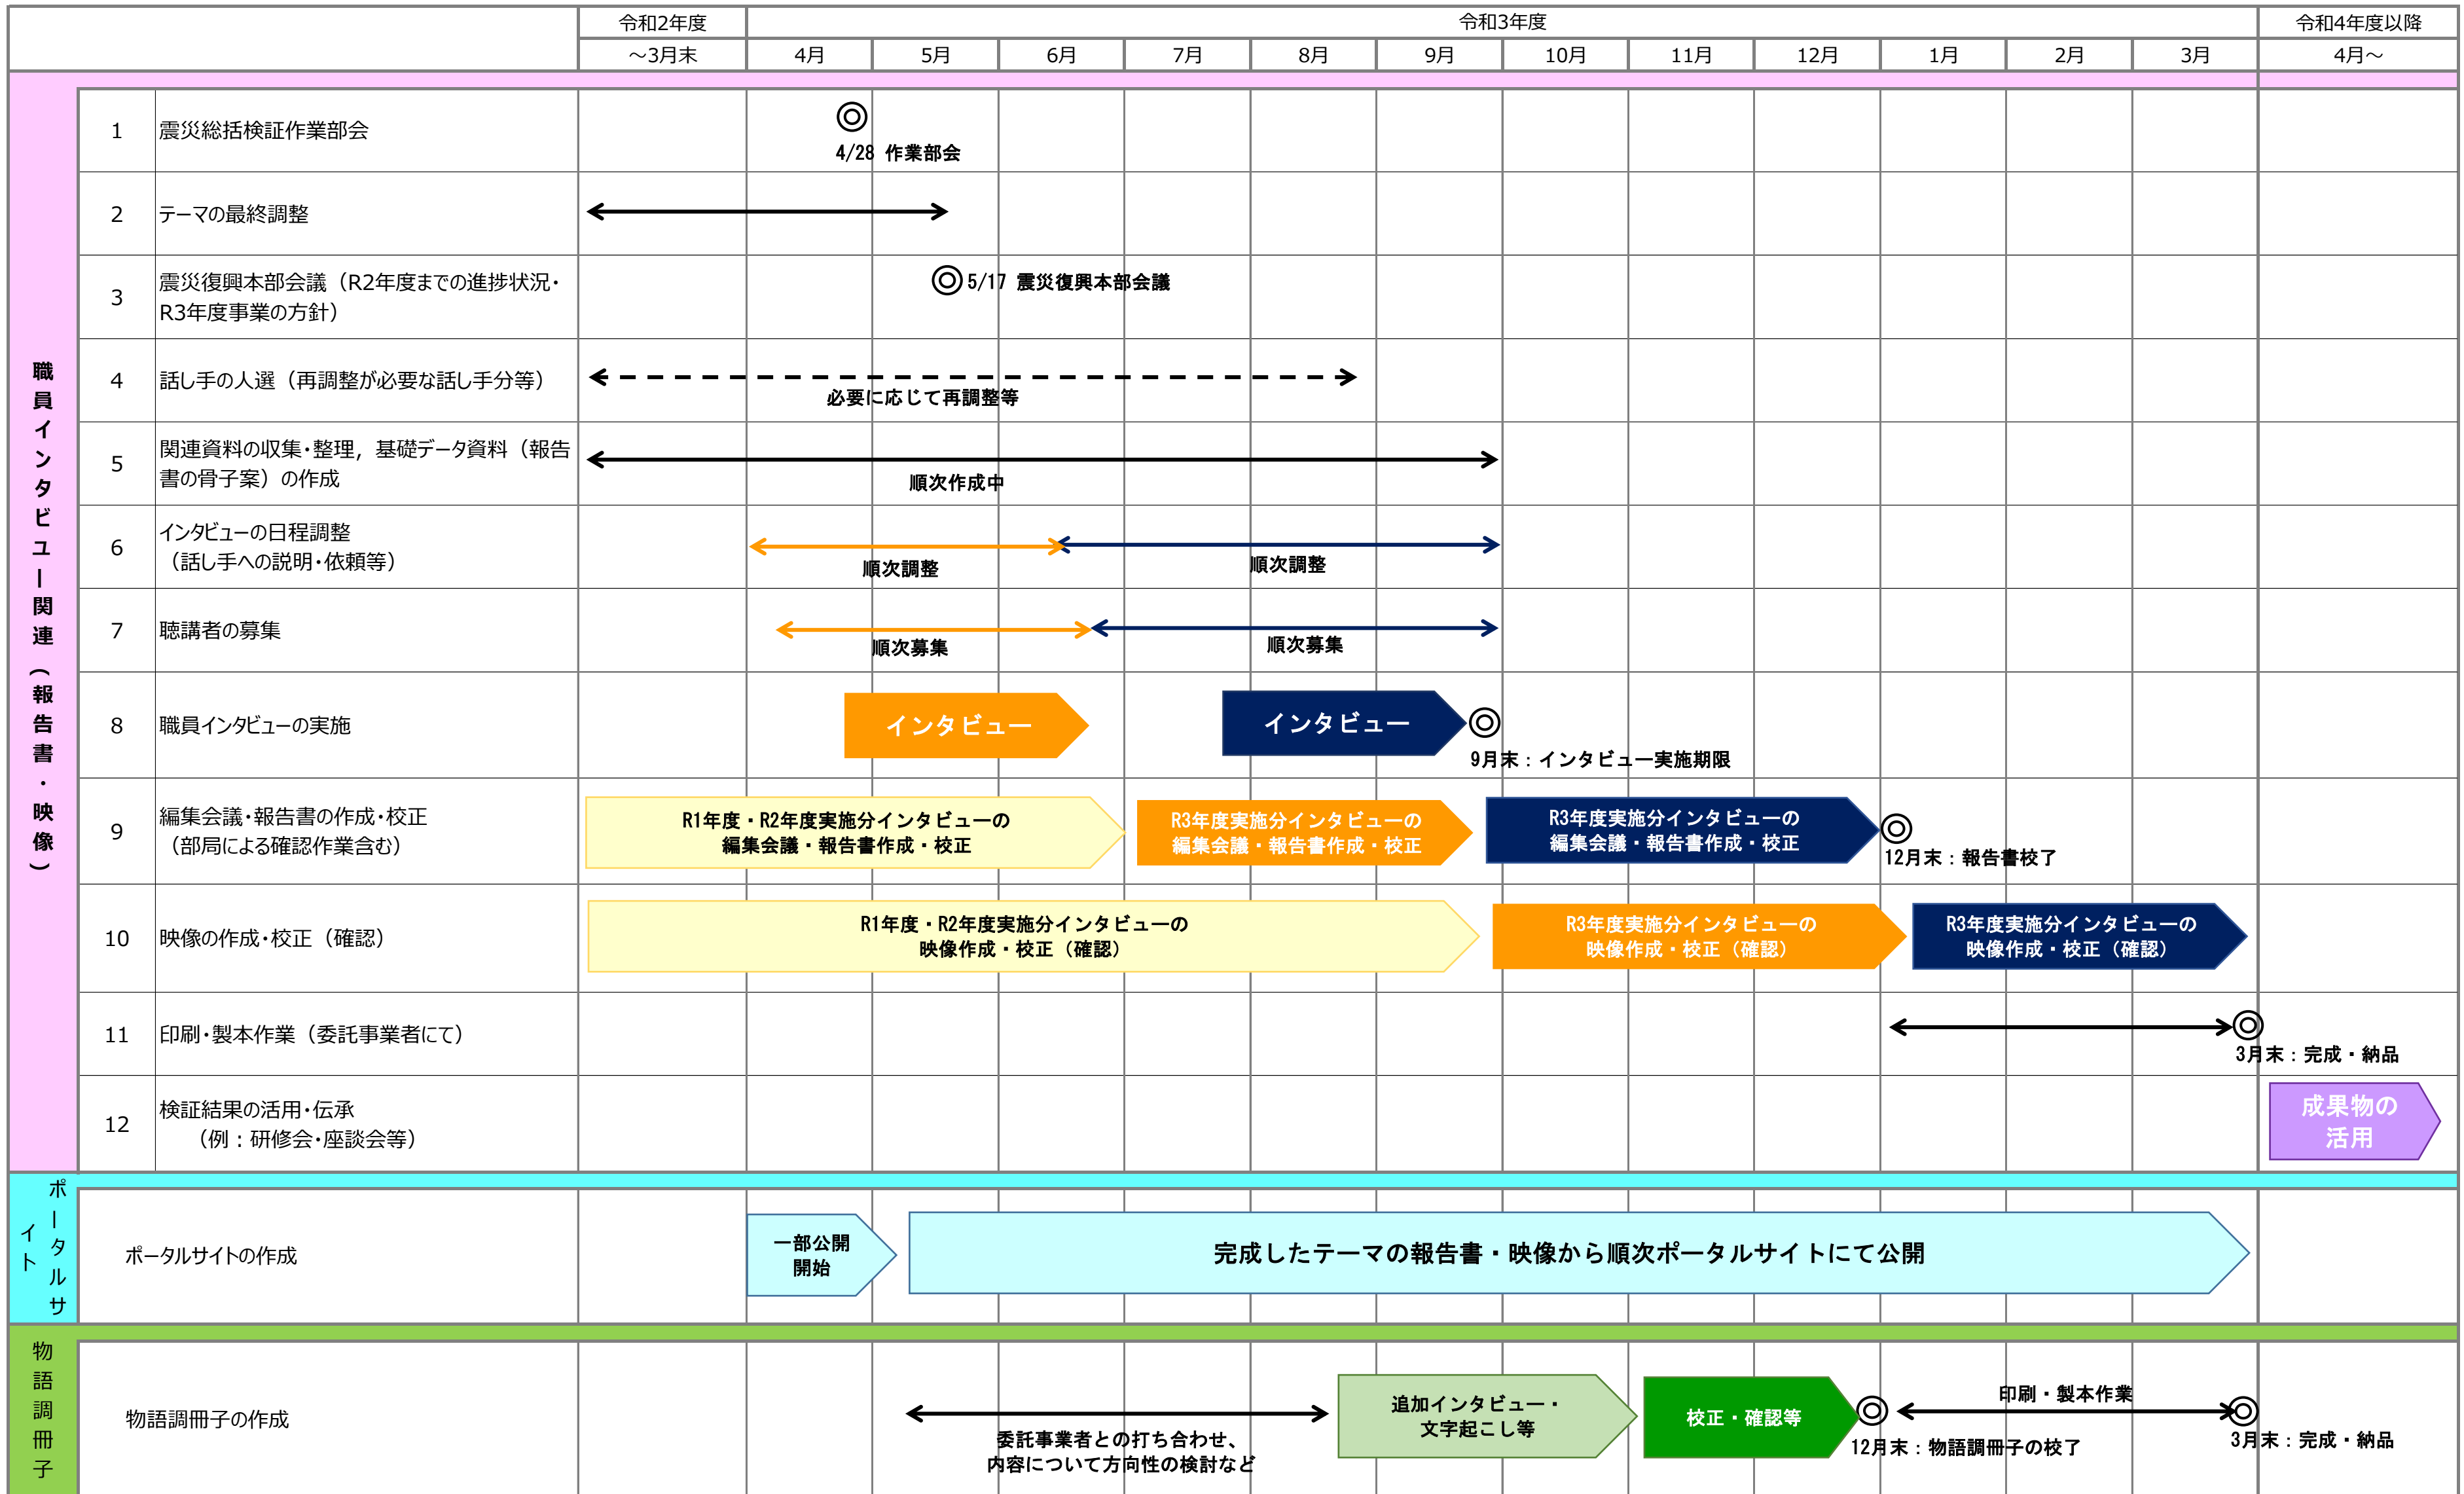 令和2年度
令和3年度
令和4年度以降
～3月末
4月
5月
6月
7月
8月
9月
10月
11月
12月
1月
2月
3月
4月～
職員インタビュー関連（報告書・映像）
1
震災総括検証作業部会
4/28 作業部会
2
テーマの最終調整
3
震災復興本部会議（R2年度までの進捗状況・
R3年度事業の方針）
5/17 震災復興本部会議
4
話し手の人選（再調整が必要な話し手分等）
必要に応じて再調整等
5
関連資料の収集・整理，基礎データ資料（報告
書の骨子案）の作成
順次作成中
6
インタビューの日程調整
（話し手への説明・依頼等）
順次調整
順次調整
7
聴講者の募集
順次募集
順次募集
8
職員インタビューの実施
インタビュー
インタビュー
9月末：インタビュー実施期限
9
編集会議・報告書の作成・校正
（部局による確認作業含む）
R1年度・R2年度実施分インタビューの
編集会議・報告書作成・校正
R3年度実施分インタビューの
編集会議・報告書作成・校正
R3年度実施分インタビューの
編集会議・報告書作成・校正
12月末：報告書校了
10
映像の作成・校正（確認）
R1年度・R2年度実施分インタビューの
映像作成・校正（確認）
R3年度実施分インタビューの
映像作成・校正（確認）
R3年度実施分インタビューの
映像作成・校正（確認）
11
印刷・製本作業（委託事業者にて）
3月末：完成・納品
12
検証結果の活用・伝承
（例：研修会・座談会等）
成果物の
活用
ポータルサ
イト
ポータルサイトの作成
一部公開
開始
完成したテーマの報告書・映像から順次ポータルサイトにて公開
物語調冊子
物語調冊子の作成
委託事業者との打ち合わせ、
内容について方向性の検討など
追加インタビュー・
文字起こし等
校正・確認等
12月末：物語調冊子の校了
印刷・製本作業
3月末：完成・納品